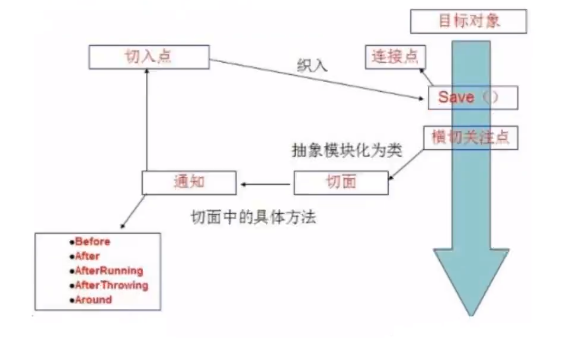 目标对象
切入点
连接点
织入
Save（）
横切关注点
抽象模块化为类
通知
切面
切面中的具体方法
●Before
●After
●AfterRunning
●AfterThrowing
●Around